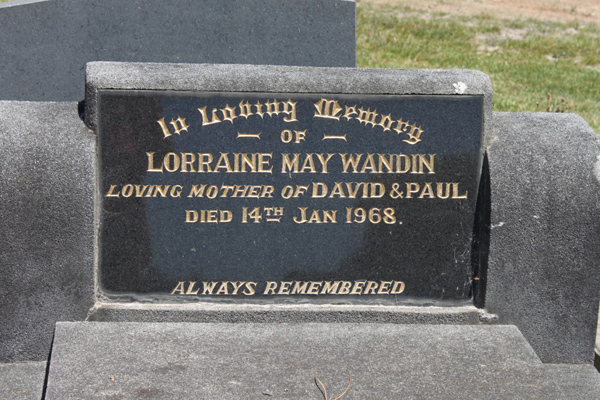 In Loving Memory
OF
LORRAINE MAY WANDIN
LOVING MOTHER OF DAVID & PAUL
DIED 14TH JAN 1968.
ALWAYS REMEMBERED